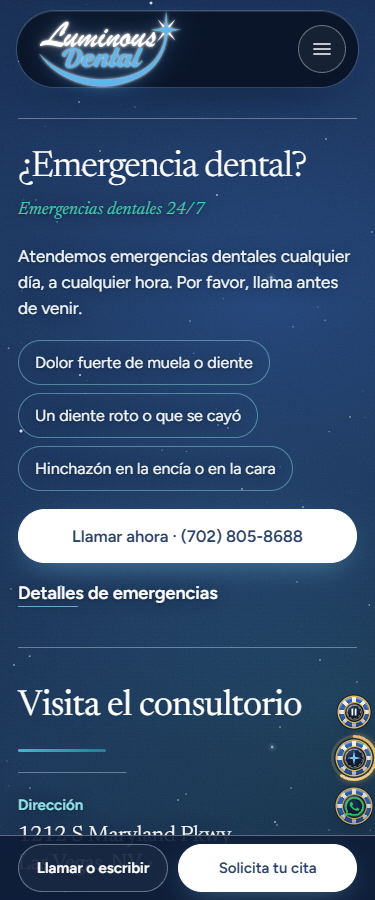 Luminous
Dental
¿Emergencia dental?
Emergencias dentales 24/7
Atendemos emergencias dentales cualquier
día, a cualquier hora. Por favor, llama antes
de venir.
Dolor fuerte de muela o diente
Un diente roto o que se cayó
Hinchazón en la encía o en la cara
Llamar ahora · (702) 805-8688
Detalles de emergencias
Visita el consultorio
Dirección
1212 S Maryland Pkwy
Las Vegas, NV
Llamar o escribir
Solicita tu cita